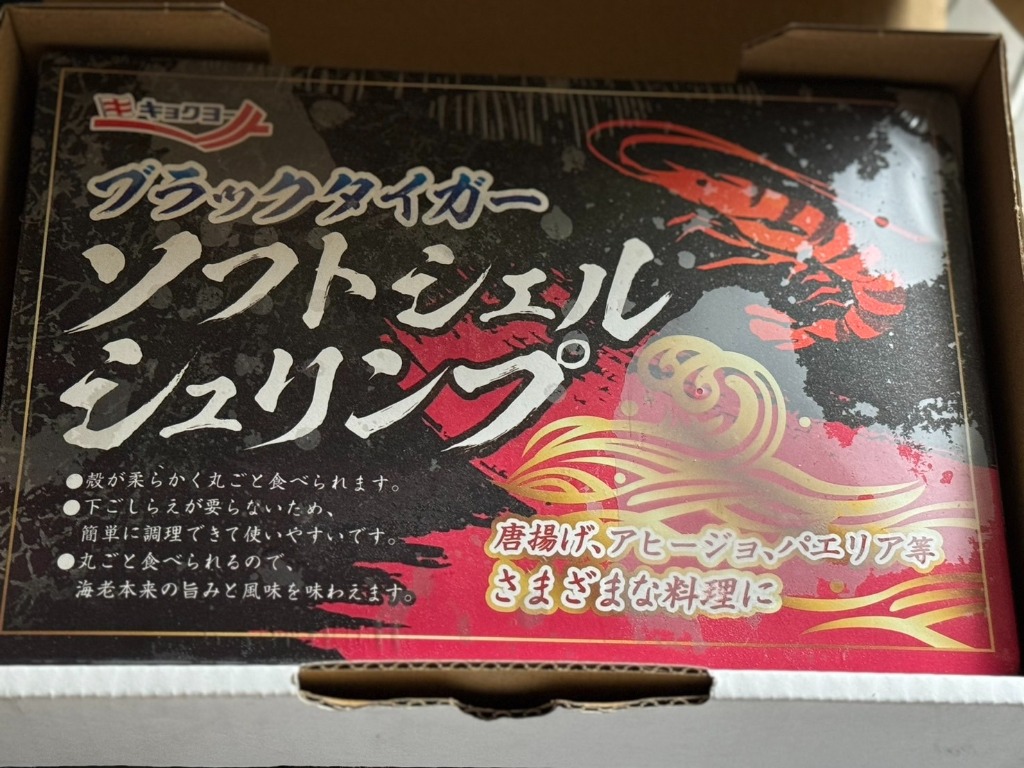 キ キョクヨー
ブラックタイガー
ソフトシェル
シュリンプ
●殻が柔らかく丸ごと食べられます。
●下ごしらえが要らないため、
簡単に調理できて使いやすいです。
●丸ごと食べられるので、
海老本来の旨みと風味を味わえます。
唐揚げ、アヒージョ、パエリア等
さまざまな料理に